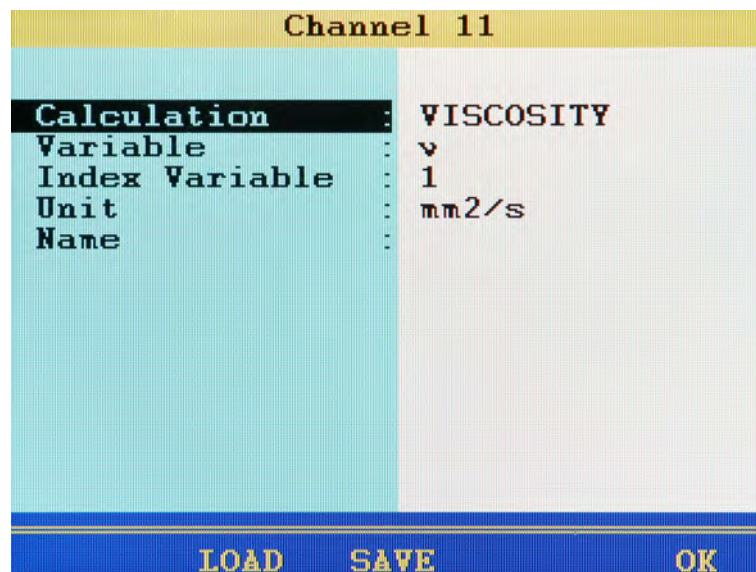 Channel 11
Calculation : VISCOSITY
Variable : ν
Index Variable : 1
Unit : mm2/s
Name :
LOAD SAVE OK